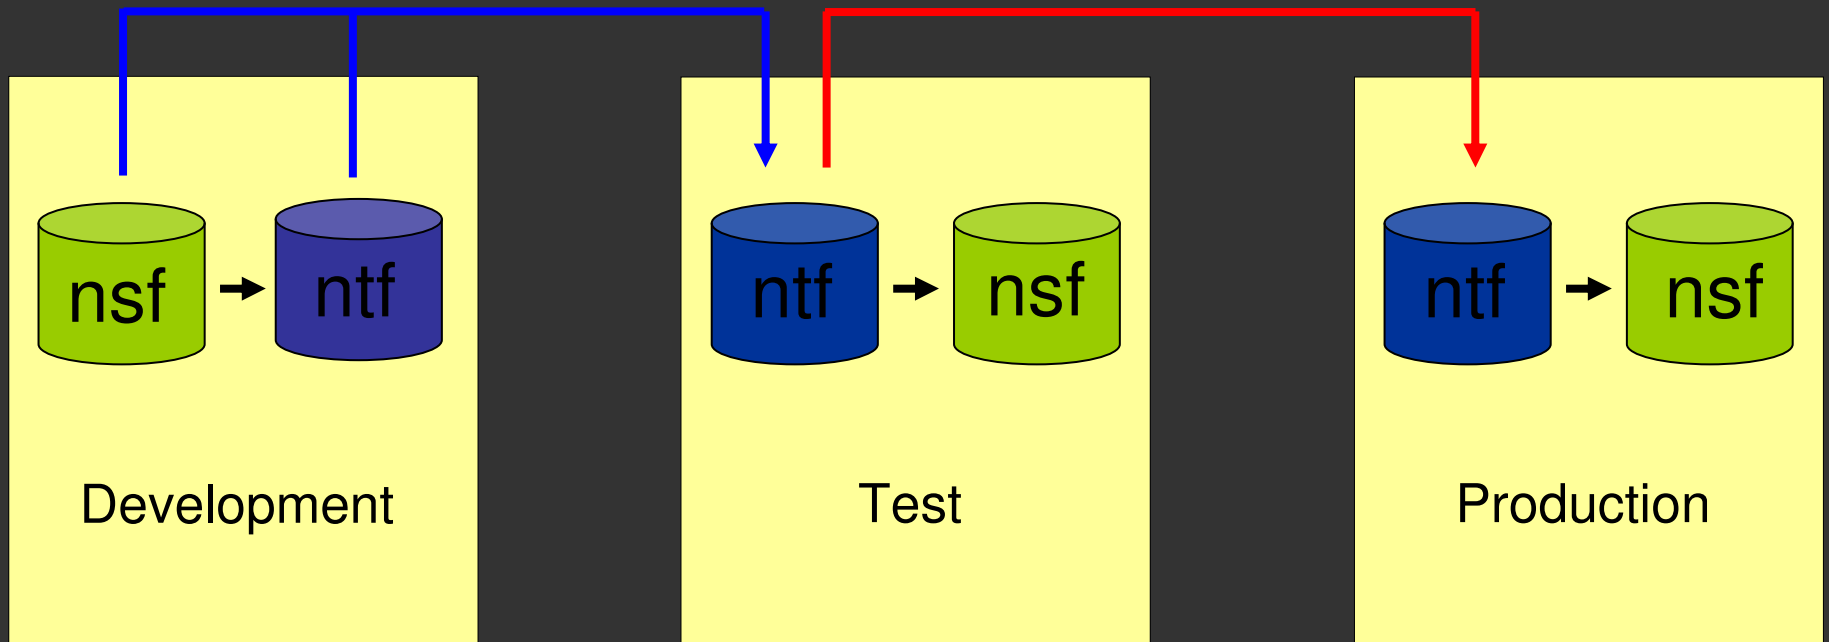 nsf
ntf
ntf
nsf
ntf
nsf
Development
Test
Production